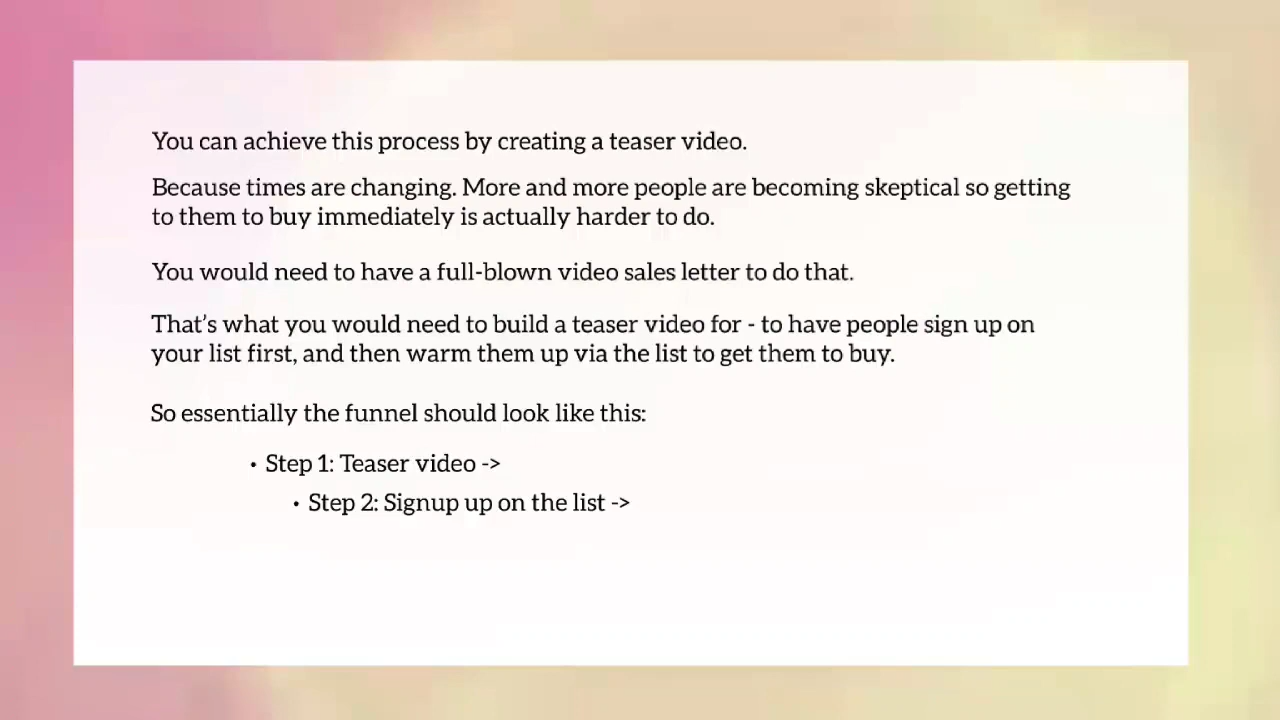 You can achieve this process by creating a teaser video.
Because times are changing. More and more people are becoming skeptical so getting
to them to buy immediately is actually harder to do.
You would need to have a full-blown video sales letter to do that.
That’s what you would need to build a teaser video for - to have people sign up on
your list first, and then warm them up via the list to get them to buy.
So essentially the funnel should look like this:
• Step 1: Teaser video ->
• Step 2: Signup up on the list ->